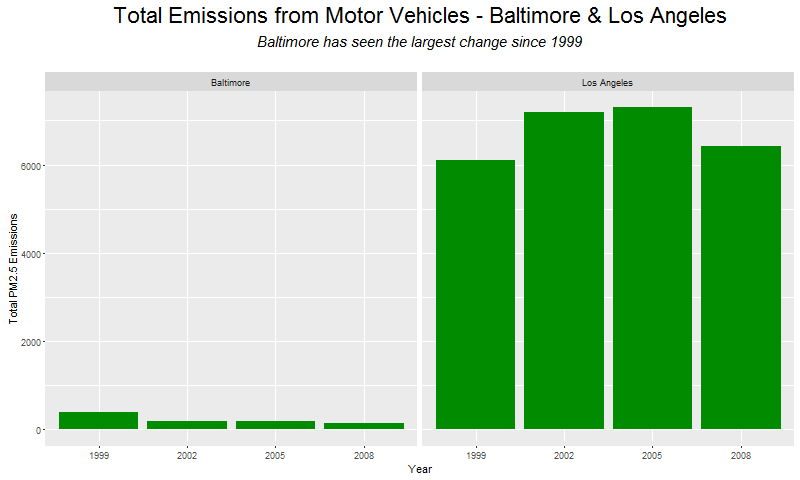 Total Emissions from Motor Vehicles - Baltimore & Los Angeles
Baltimore has seen the largest change since 1999
Baltimore
Los Angeles
Total PM2.5 Emissions
6000
4000
2000
0
1999 2002 2005 2008
1999 2002 2005 2008
Year